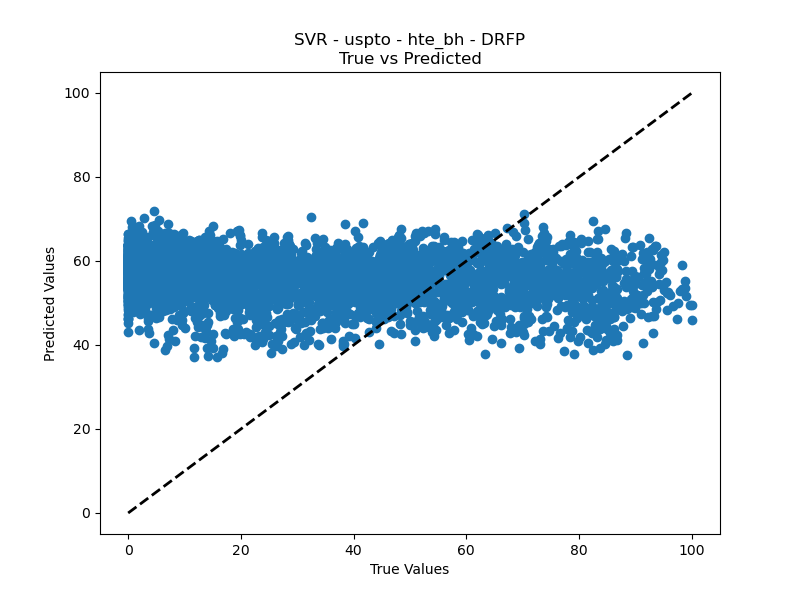 SVR - uspto - hte_bh - DRFP
True vs Predicted
100
80
60
40
20
0
Predicted Values
0 20 40 60 80 100
True Values